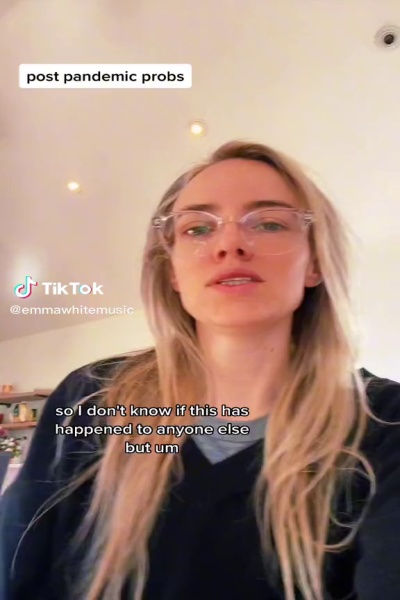 post pandemic probs
TikTok
@emmawhitemusic
so I don't know if this has
happened to anyone else
but um